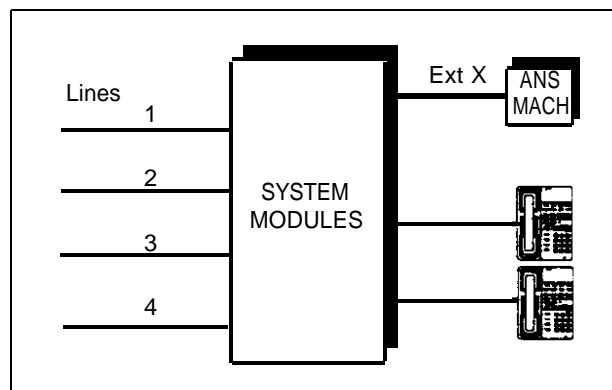 Lines
1
2
3
4
SYSTEM
MODULES
Ext X
ANS
MACH